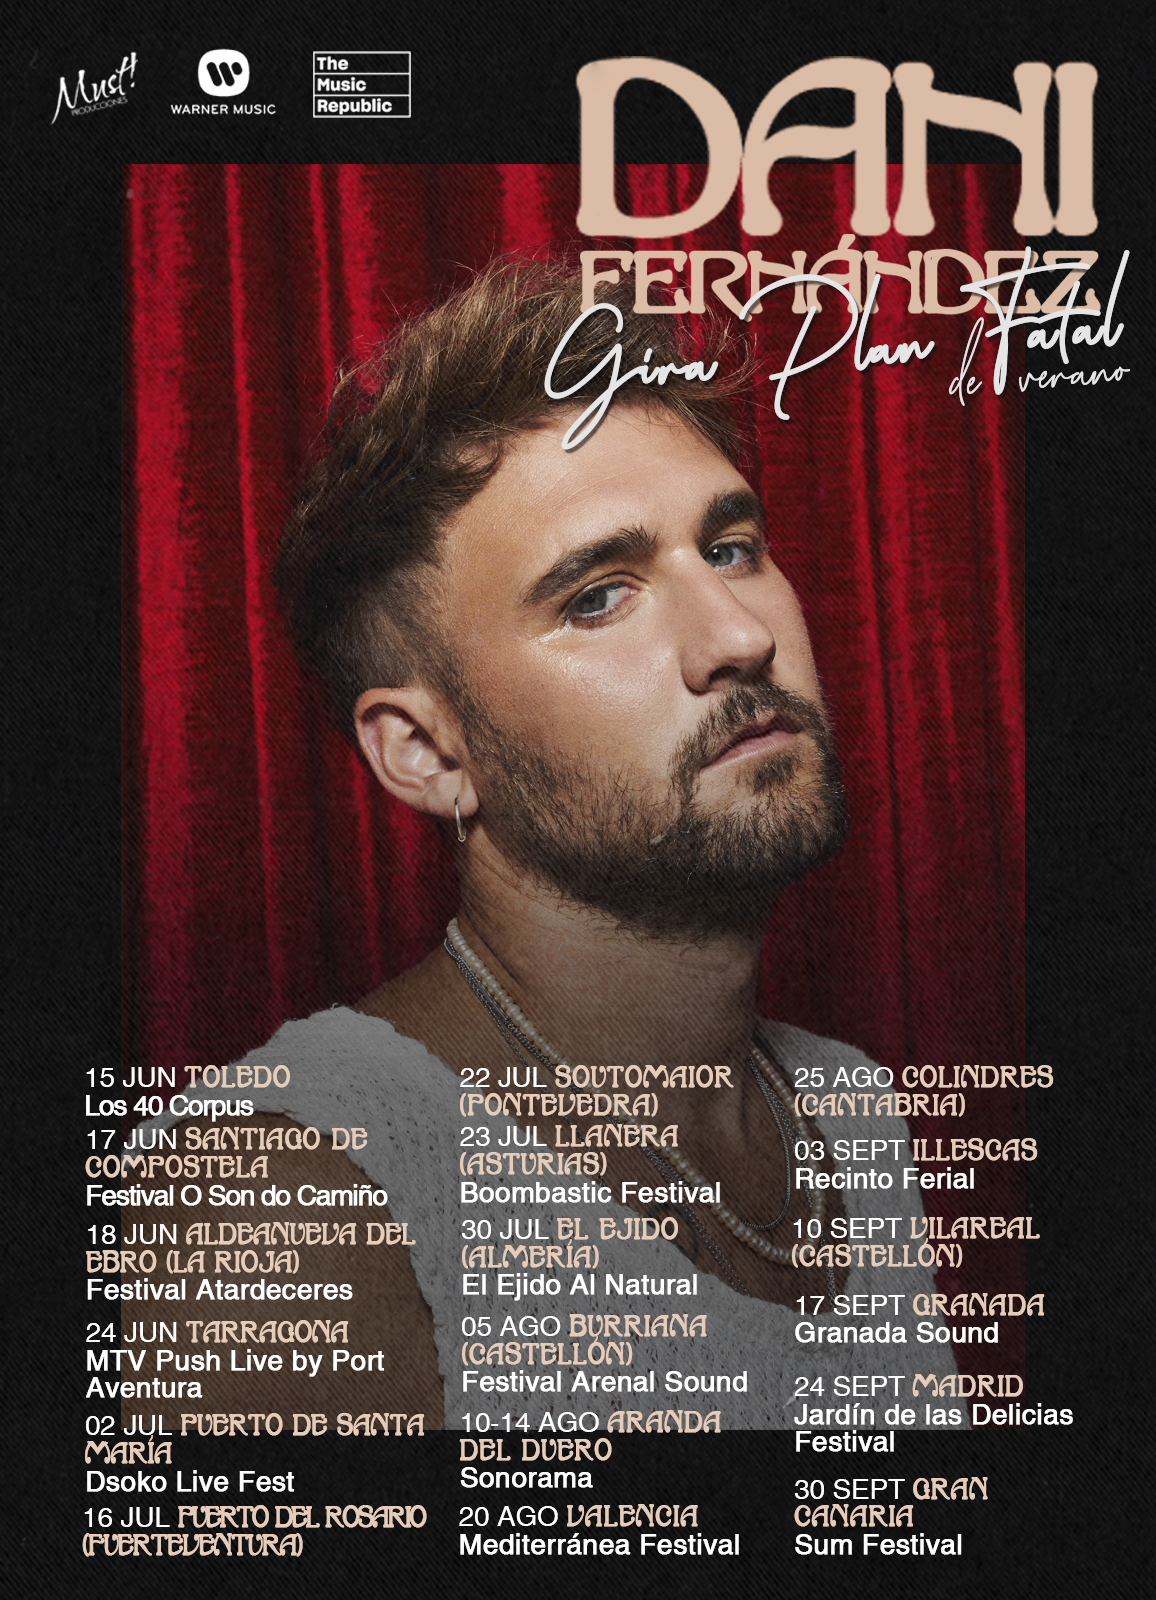 Must!
PRODUCCIONES
WARNER MUSIC
The
Music
Republic
DANI
FERNÁNDEZ
Gira Plan Fatal
de verano
15 JUN TOLEDO
Los 40 Corpus
17 JUN SANTIAGO DE
COMPOSTELA
Festival O Son do Camiño
18 JUN ALDEANUEVA DEL
EBRO (LA RIOJA)
Festival Atardeceres
24 JUN TARRAGONA
MTV Push Live by Port
Aventura
02 JUL PUERTO DE SANTA
MARÍA
Dsoko Live Fest
16 JUL PUERTO DEL ROSARIO
(FUERTEVENTURA)
22 JUL SOUTOMAIOR
(PONTEVEDRA)
23 JUL LLANERA
(ASTURIAS)
Boombastic Festival
30 JUL EL EJIDO
(ALMERÍA)
El Ejido Al Natural
05 AGO BURRIANA
(CASTELLÓN)
Festival Arenal Sound
10-14 AGO ARANDA
DEL DUERO
Sonorama
20 AGO VALENCIA
Mediterránea Festival
25 AGO COLINDRES
(CANTABRIA)
03 SEPT ILLESCAS
Recinto Ferial
10 SEPT VILAREAL
(CASTELLÓN)
17 SEPT GRANADA
Granada Sound
24 SEPT MADRID
Jardín de las Delicias
Festival
30 SEPT GRAN
CANARIA
Sum Festival